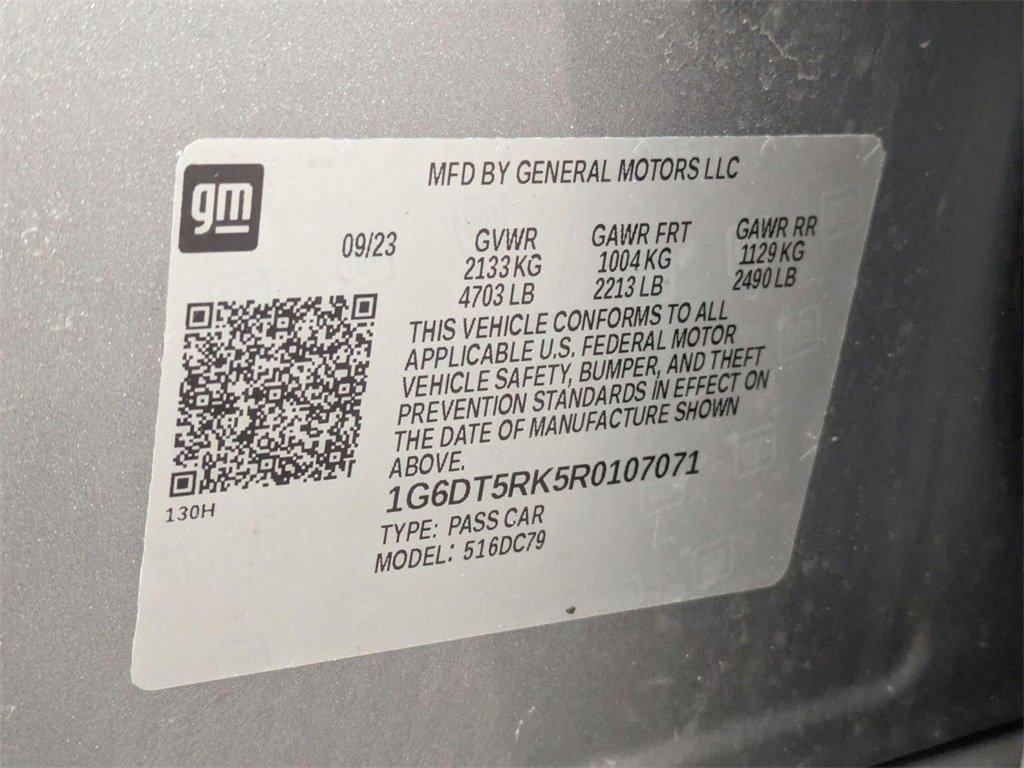 gm
MFD BY GENERAL MOTORS LLC
09/23 GVWR GAWR FRT GAWR RR
2133 KG 1004 KG 1129 KG
4703 LB 2213 LB 2490 LB
THIS VEHICLE CONFORMS TO ALL
APPLICABLE U.S. FEDERAL MOTOR
VEHICLE SAFETY, BUMPER, AND THEFT
PREVENTION STANDARDS IN EFFECT ON
THE DATE OF MANUFACTURE SHOWN
ABOVE.
1G6DT5RK5R0107071
130H
TYPE: PASS CAR
MODEL: 516DC79